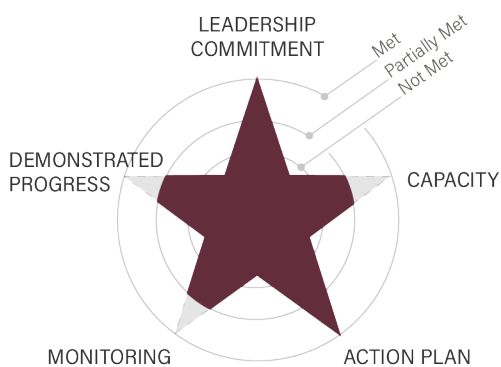 LEADERSHIP
COMMITMENT
Met
Partially Met
Not Met
DEMONSTRATED
PROGRESS
CAPACITY
MONITORING
ACTION PLAN